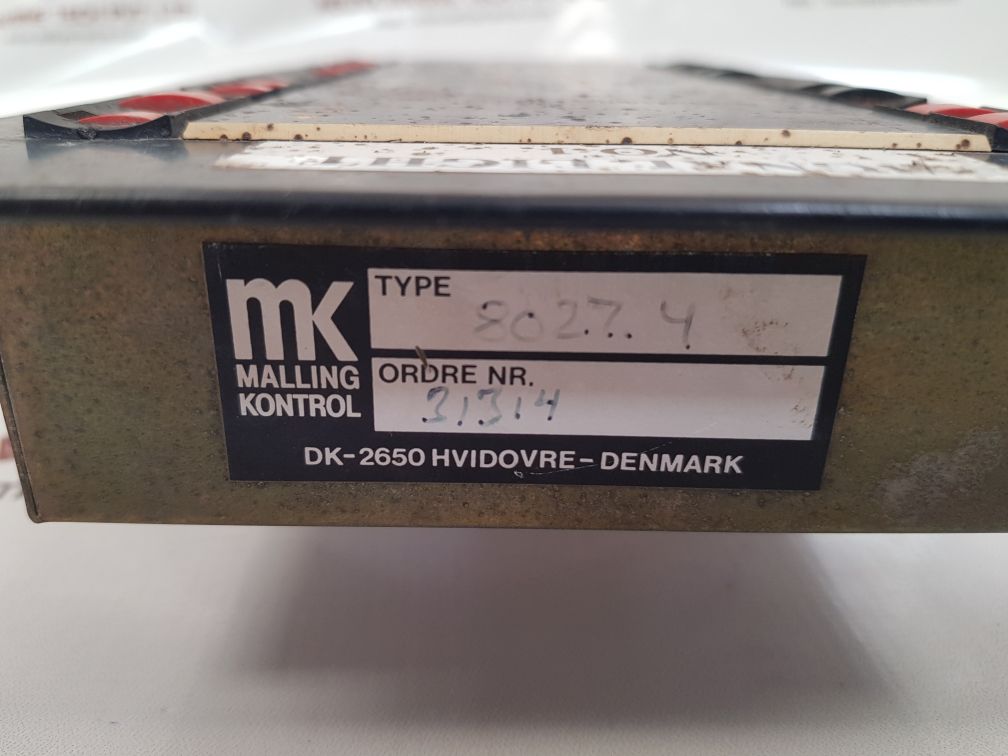 mk
MALLING
KONTROL
TYPE
8027.4
ORDRE NR.
31314
DK-2650 HVIDOVRE-DENMARK